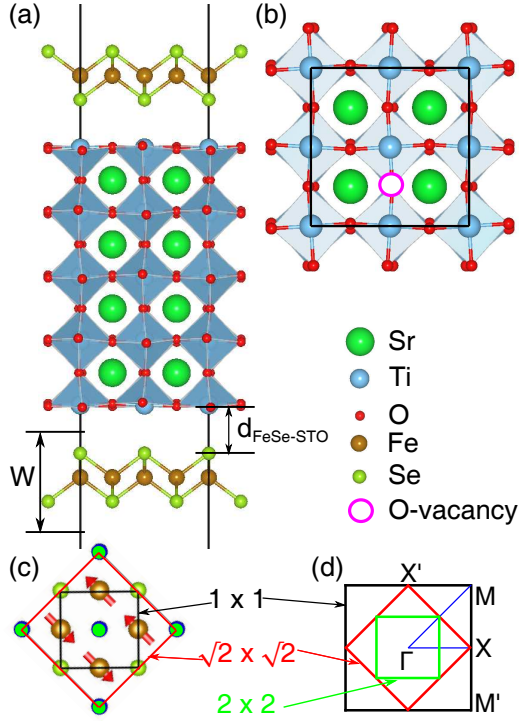 (a)
(b)
W
d_FeSe-STO
Sr
Ti
O
Fe
Se
O-vacancy
(c)
1 x 1
√2 x √2
2 x 2
(d)
X'
M
Γ
X
M'